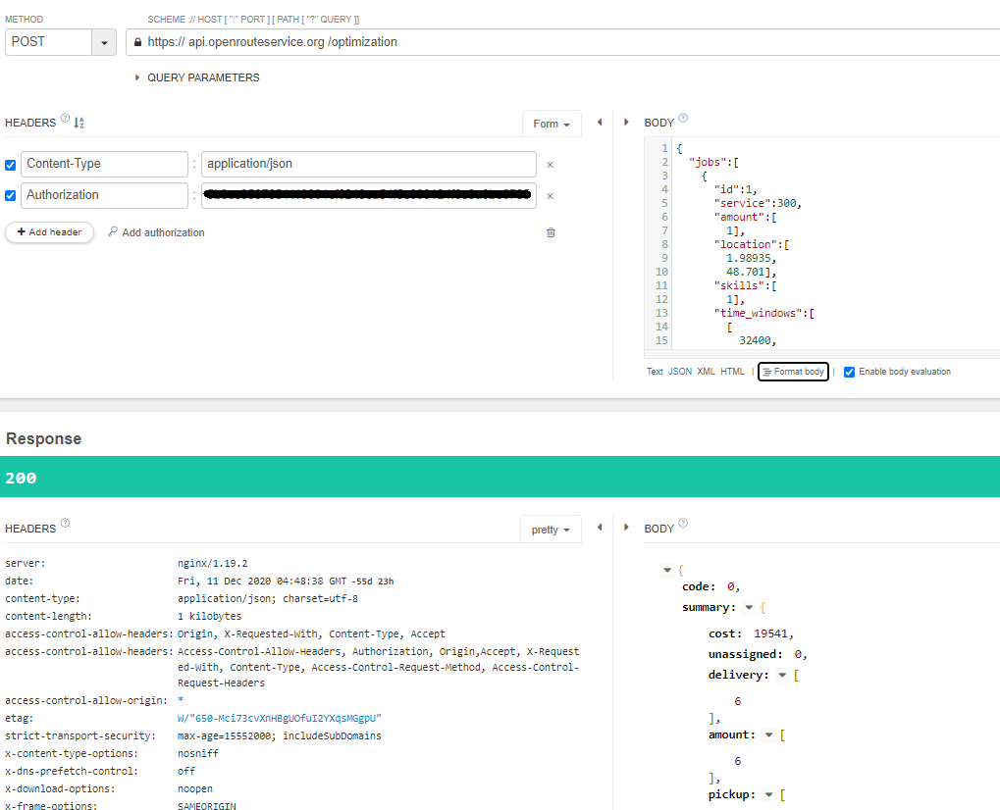 METHOD
SCHEME :// HOST [ ":" PORT ] [ PATH [ "?" QUERY ]]
POST
https:// api.openrouteservice.org /optimization
QUERY PARAMETERS
HEADERS
Form
Content-Type : application/json ×
Authorization : ×
+ Add header
Add authorization
BODY
1 {
2 "jobs":[
3 {
4 "id":1,
5 "service":300,
6 "amount":[
7 1],
8 "location":[
9 1.98935,
10 48.701],
11 "skills":[
12 1],
13 "time_windows":[
14 [
15 32400,
Text JSON XML HTML | Format body | Enable body evaluation
Response
200
HEADERS
pretty
server: nginx/1.19.2
date: Fri, 11 Dec 2020 04:48:38 GMT -55d 23h
content-type: application/json; charset=utf-8
content-length: 1 kilobytes
access-control-allow-headers: Origin, X-Requested-With, Content-Type, Accept
access-control-allow-headers: Access-Control-Allow-Headers, Authorization, Origin,Accept, X-Request
ed-With, Content-Type, Access-Control-Request-Method, Access-Control-
Request-Headers
access-control-allow-origin: *
etag: W/"650-Mci73cvXnHBgUOfuI2YXqsMGgpU"
strict-transport-security: max-age=15552000; includeSubDomains
x-content-type-options: nosniff
x-dns-prefetch-control: off
x-download-options: noopen
x-frame-options: SAMEORIGIN
BODY
{
code: 0,
summary: {
cost: 19541,
unassigned: 0,
delivery: [
6
],
amount: [
6
],
pickup: [